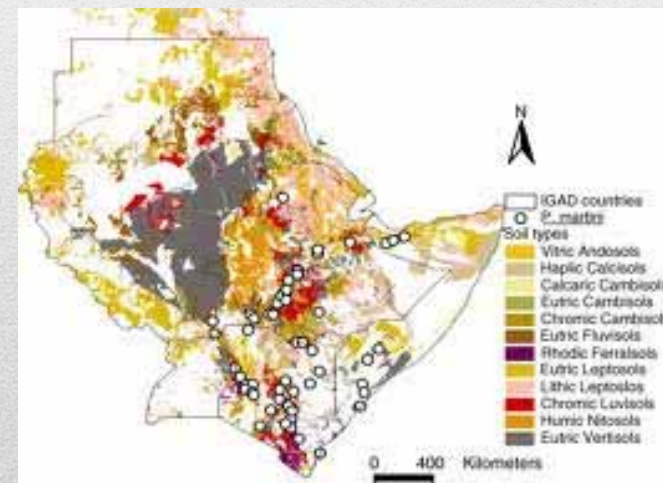 N
IGAD countries
P. martini
Soil types
Vitric Andosols
Haplic Calcisols
Calcaric Cambisols
Eutric Cambisols
Chromic Cambisols
Eutric Fluvisols
Rhodic Ferralsols
Eutric Leptosols
Lithic Leptoslos
Chromic Luvisols
Humic Nitosols
Eutric Vertisols
0 400 Kilometers